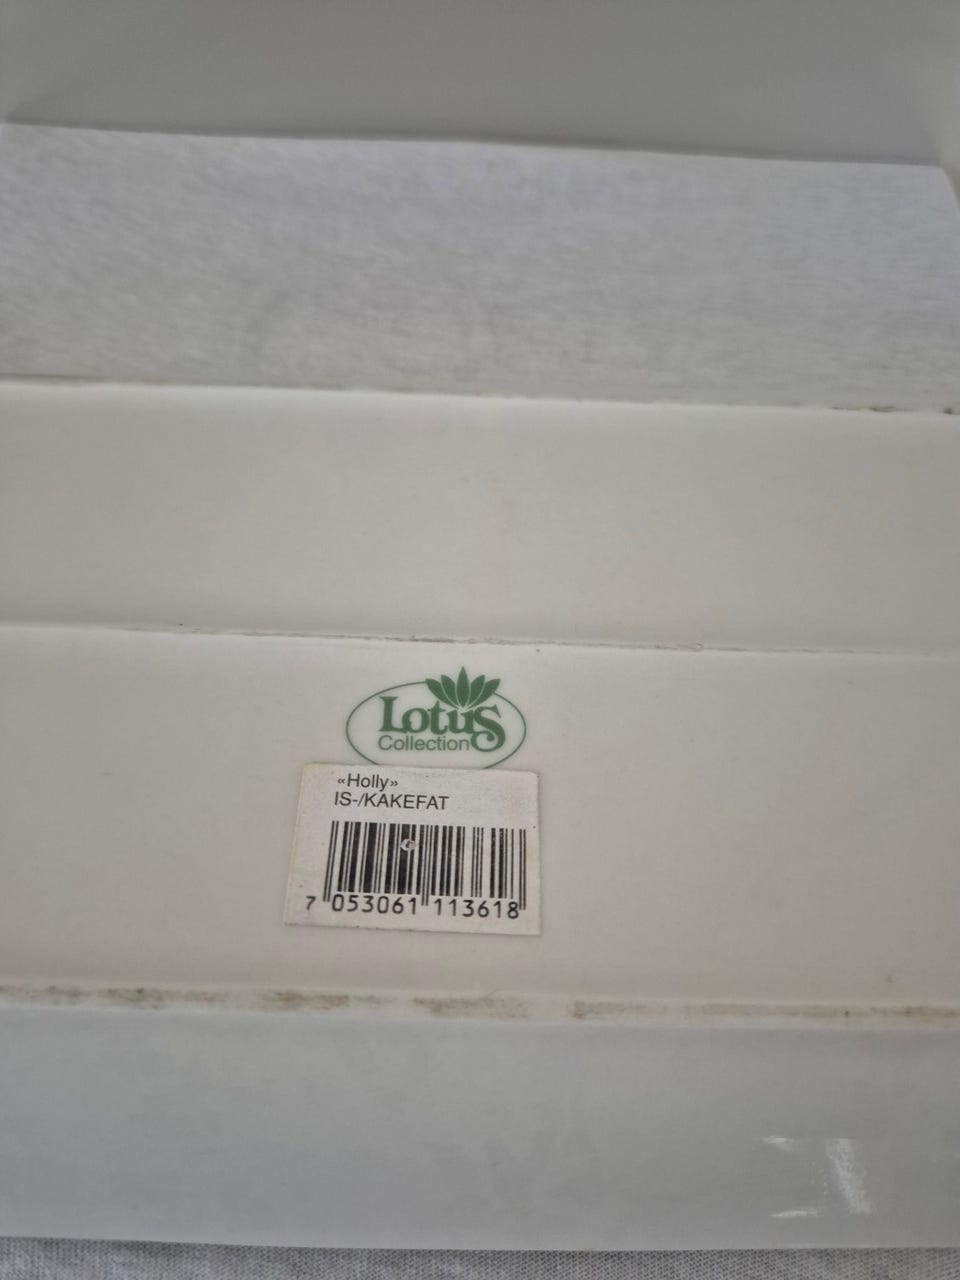 Lotus
Collection
«Holly»
IS-/KAKEFAT
7 053061 113618